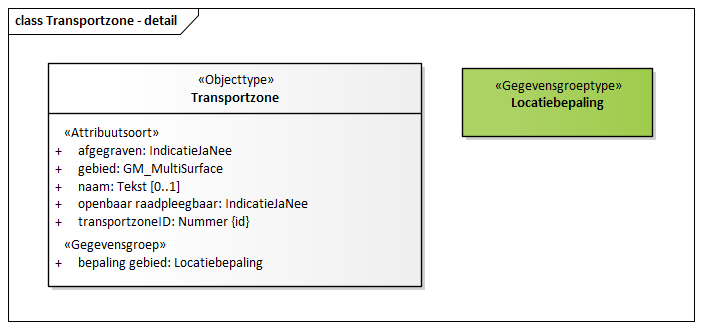 class Transportzone - detail
«Objecttype»
Transportzone
«Attribuutsoort»
+ afgegraven: IndicatieJaNee
+ gebied: GM_MultiSurface
+ naam: Tekst [0..1]
+ openbaar raadpleegbaar: IndicatieJaNee
+ transportzoneID: Nummer {id}
«Gegevensgroep»
+ bepaling gebied: Locatiebepaling
«Gegevensgroeptype»
Locatiebepaling